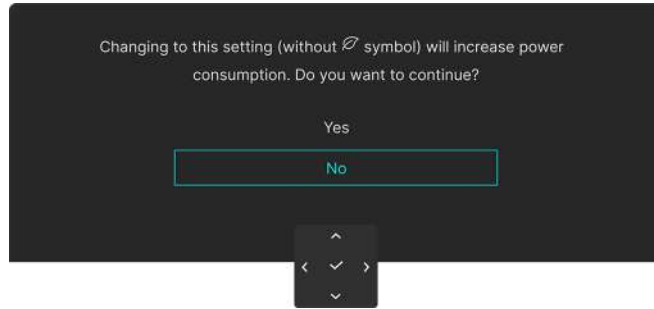 Changing to this setting (without symbol) will increase power
consumption. Do you want to continue?
Yes
No